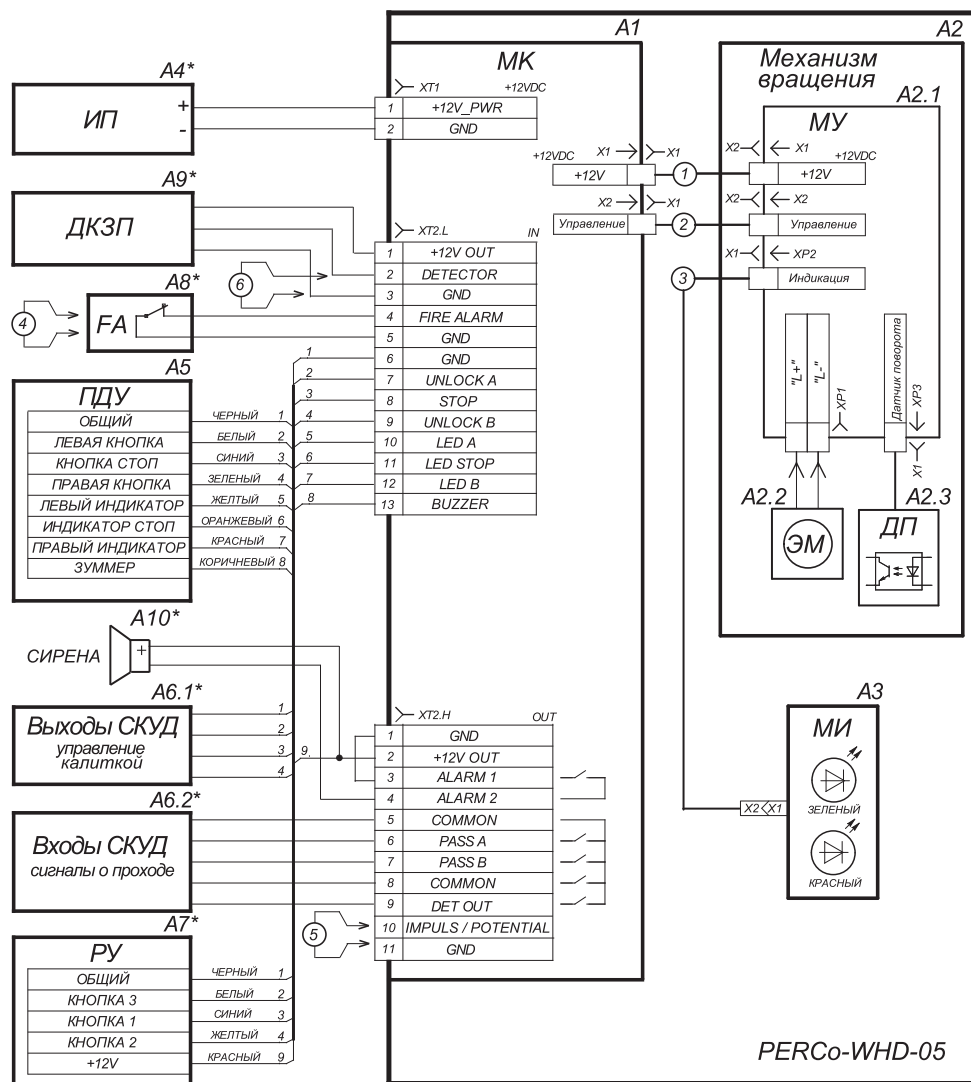 A1
A2
MK
Механизм
вращения
A4*
ИП
+
-
XT1
+12VDC
1 +12V_PWR
2 GND
A2.1
МУ
+12VDC
X1
X1
+12V
1
X2
X1
+12VDC
+12V
X2
X1
Управление
2
X2
X2
Управление
3
X1
XP2
Индикация
A9*
ДКЗП
6
A8*
FA
4
XT2.L
IN
1 +12V OUT
2 DETECTOR
3 GND
4 FIRE ALARM
5 GND
6 GND
7 UNLOCK A
8 STOP
9 UNLOCK B
10 LED A
11 LED STOP
12 LED B
13 BUZZER
1
2
3
4
5
6
7
8
"L+"
"L-"
XP1
Датчик поворота
XP3
X1
A2.2
ЭМ
A2.3
ДП
A5
ПДУ
ОБЩИЙ ЧЕРНЫЙ 1
ЛЕВАЯ КНОПКА БЕЛЫЙ 2
КНОПКА СТОП СИНИЙ 3
ПРАВАЯ КНОПКА ЗЕЛЕНЫЙ 4
ЛЕВЫЙ ИНДИКАТОР ЖЕЛТЫЙ 5
ИНДИКАТОР СТОП ОРАНЖЕВЫЙ 6
ПРАВЫЙ ИНДИКАТОР КРАСНЫЙ 7
ЗУММЕР КОРИЧНЕВЫЙ 8
A10*
СИРЕНА
+
A6.1*
Выходы СКУД
управление
калиткой
1
2
3
4
9.
A6.2*
Входы СКУД
сигналы о проходе
XT2.H
OUT
1 GND
2 +12V OUT
3 ALARM 1
4 ALARM 2
5 COMMON
6 PASS A
7 PASS B
8 COMMON
9 DET OUT
10 IMPULS / POTENTIAL
11 GND
5
A3
МИ
ЗЕЛЕНЫЙ
КРАСНЫЙ
X2
X1
A7*
РУ
ОБЩИЙ ЧЕРНЫЙ 1
КНОПКА 3 БЕЛЫЙ 2
КНОПКА 1 СИНИЙ 3
КНОПКА 2 ЖЕЛТЫЙ 4
+12V КРАСНЫЙ 9
PERCo-WHD-05